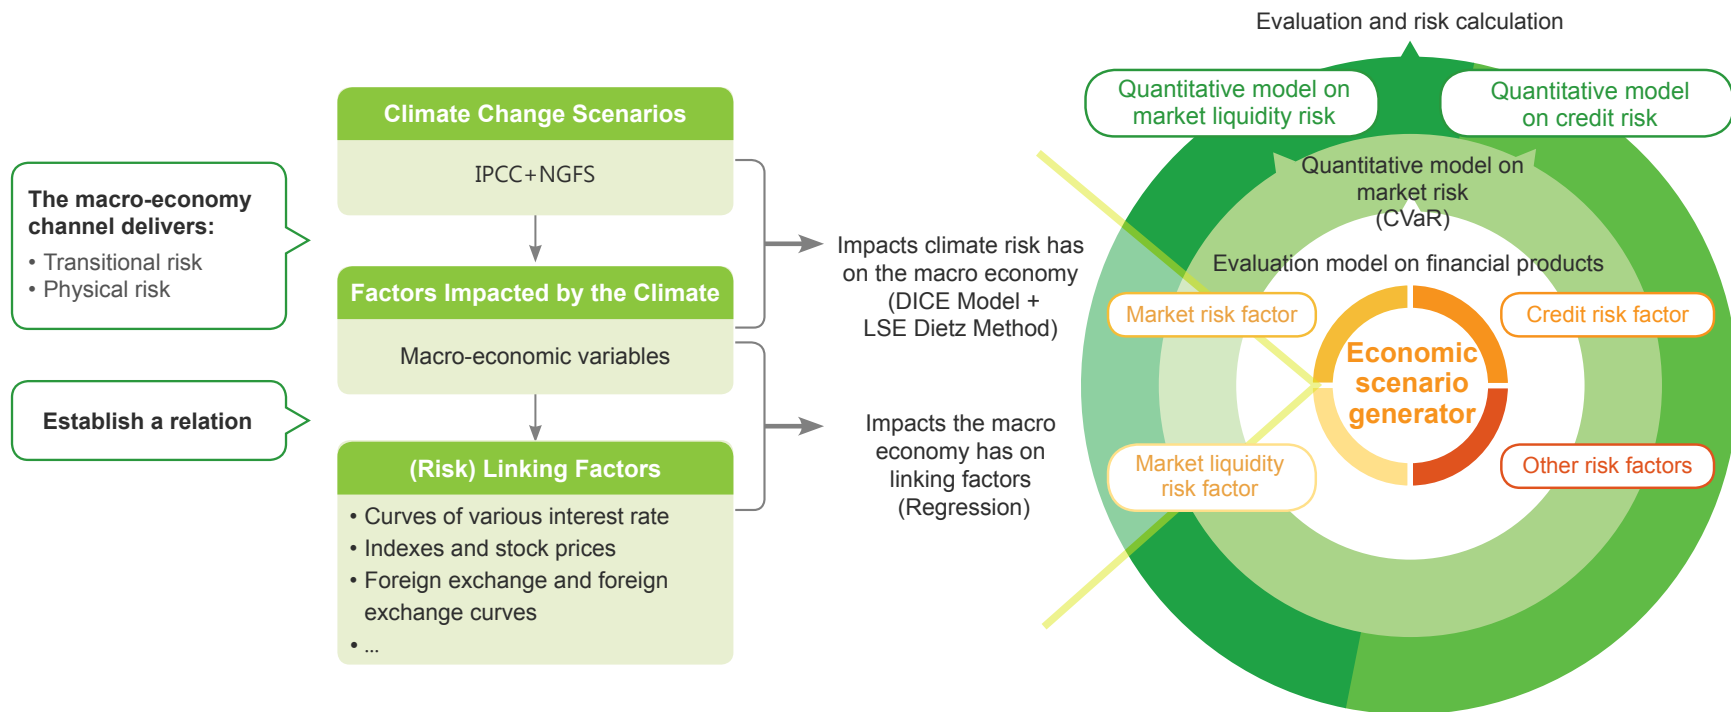 The macro-economy
channel delivers:
• Transitional risk
• Physical risk
Establish a relation
Climate Change Scenarios
IPCC+NGFS
Factors Impacted by the Climate
Macro-economic variables
(Risk) Linking Factors
• Curves of various interest rate
• Indexes and stock prices
• Foreign exchange and foreign
exchange curves
• ...
Impacts climate risk has
on the macro economy
(DICE Model +
LSE Dietz Method)
Impacts the macro
economy has on
linking factors
(Regression)
Evaluation and risk calculation
Quantitative model on
market liquidity risk
Quantitative model
on credit risk
Quantitative model on
market risk
(CVaR)
Evaluation model on financial products
Market risk factor
Credit risk factor
Economic
scenario
generator
Market liquidity
risk factor
Other risk factors